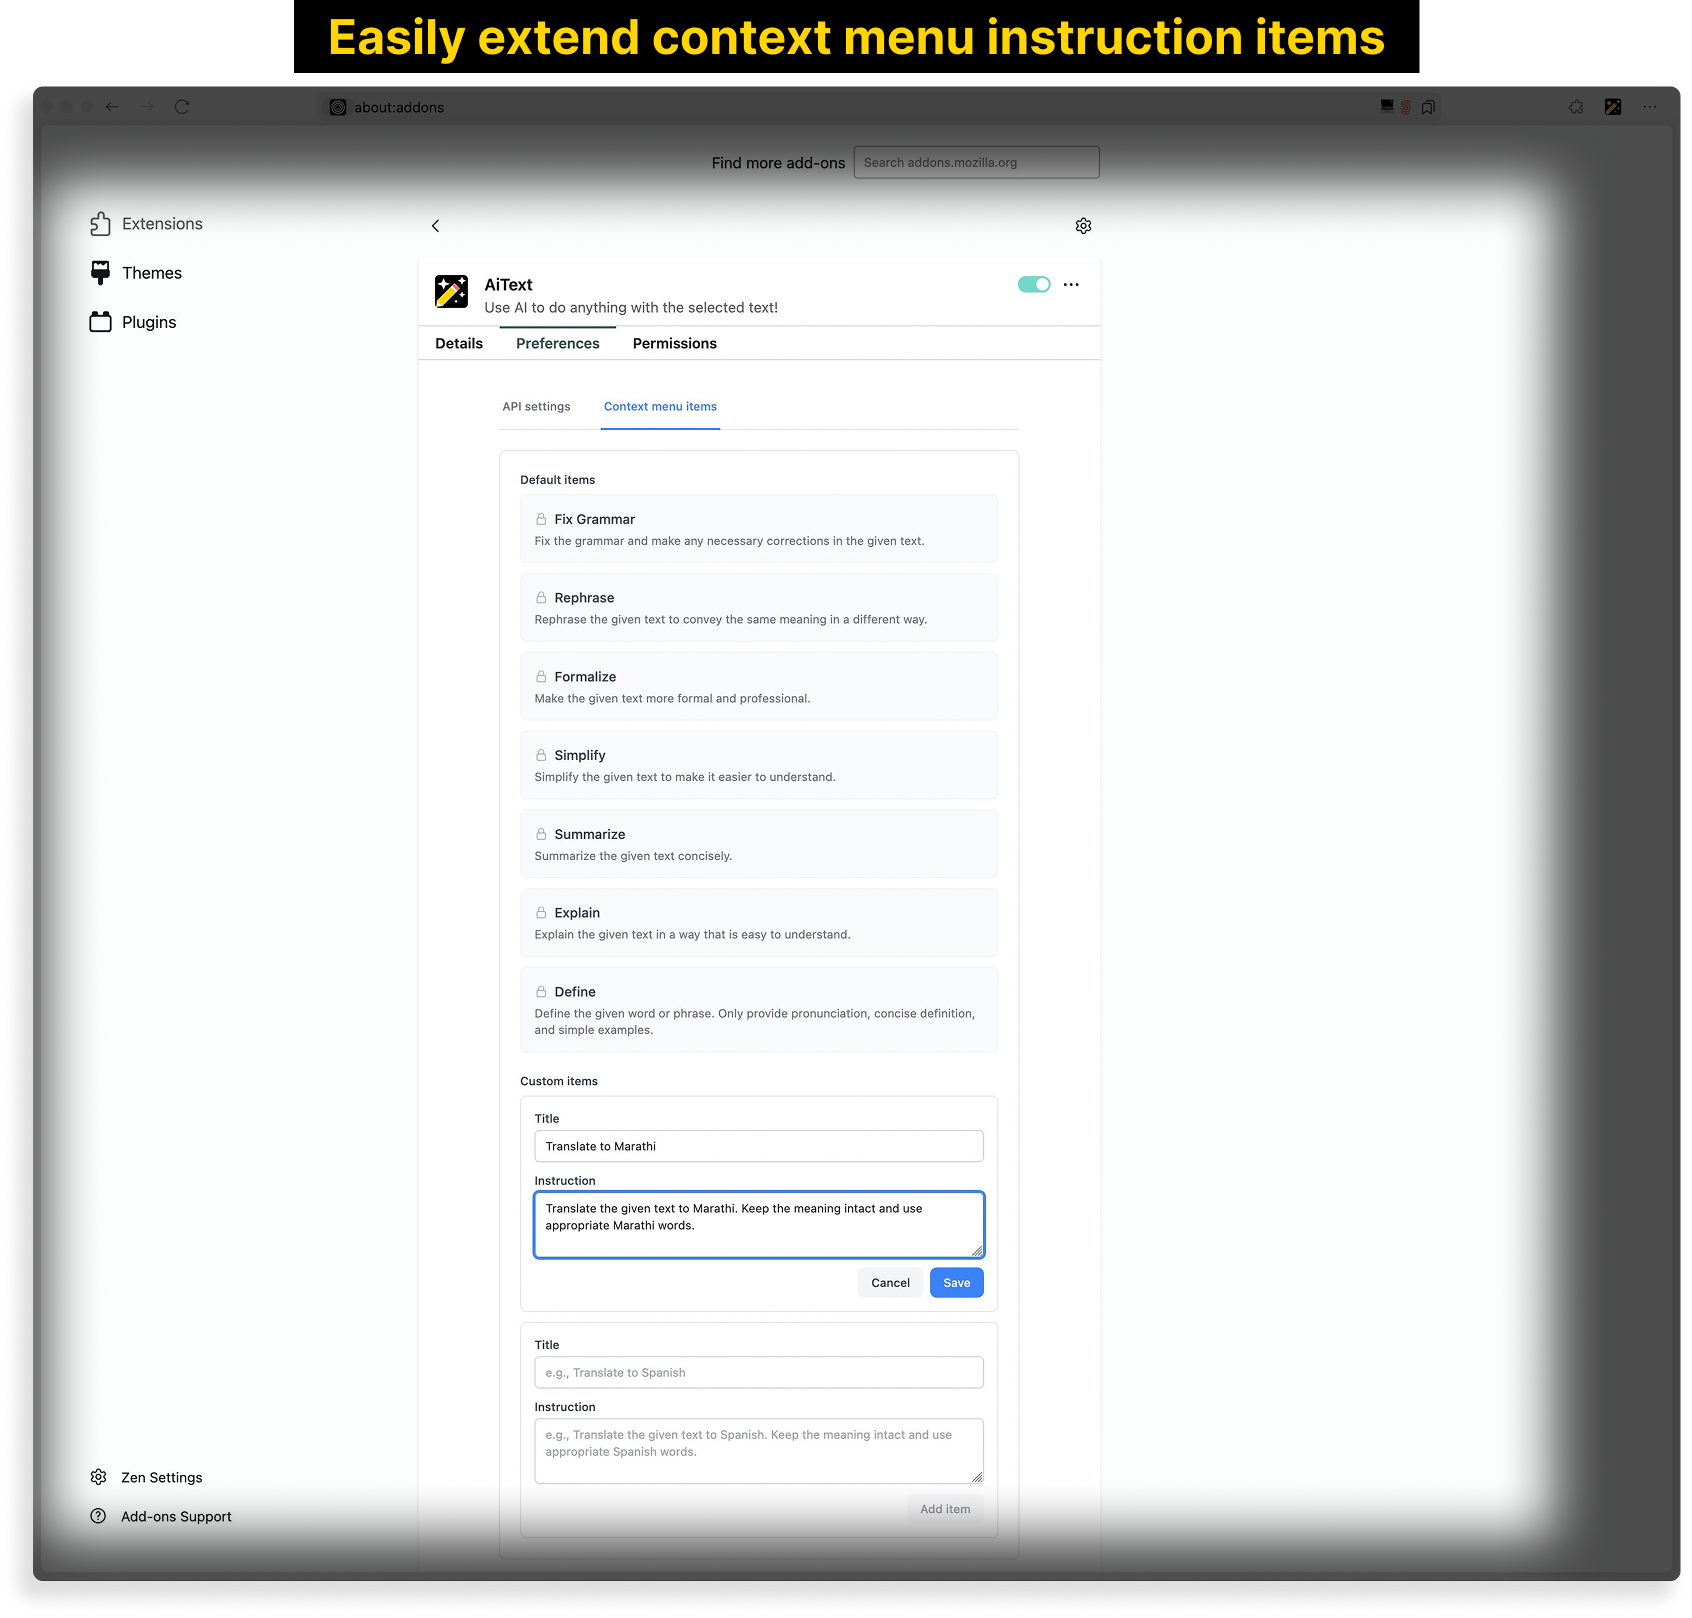 Easily extend context menu instruction items
about:addons
Find more add-ons
Search addons.mozilla.org
Extensions
Themes
Plugins
AiText
Use AI to do anything with the selected text!
Details
Preferences
Permissions
API settings
Context menu items
Default items
Fix Grammar
Fix the grammar and make any necessary corrections in the given text.
Rephrase
Rephrase the given text to convey the same meaning in a different way.
Formalize
Make the given text more formal and professional.
Simplify
Simplify the given text to make it easier to understand.
Summarize
Summarize the given text concisely.
Explain
Explain the given text in a way that is easy to understand.
Define
Define the given word or phrase. Only provide pronunciation, concise definition,
and simple examples.
Custom items
Title
Translate to Marathi
Instruction
Translate the given text to Marathi. Keep the meaning intact and use
appropriate Marathi words.
Cancel
Save
Title
e.g., Translate to Spanish
Instruction
e.g., Translate the given text to Spanish. Keep the meaning intact and use
appropriate Spanish words.
Add item
Zen Settings
Add-ons Support